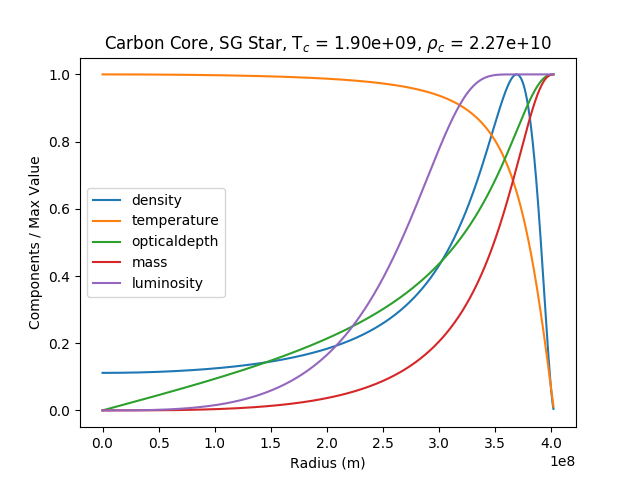 Carbon Core, SG Star, T_c = 1.90e+09, ρ_c = 2.27e+10
Components / Max Value
1.0
0.8
0.6
0.4
0.2
0.0
density
temperature
opticaldepth
mass
luminosity
0.0 0.5 1.0 1.5 2.0 2.5 3.0 3.5 4.0
1e8
Radius (m)